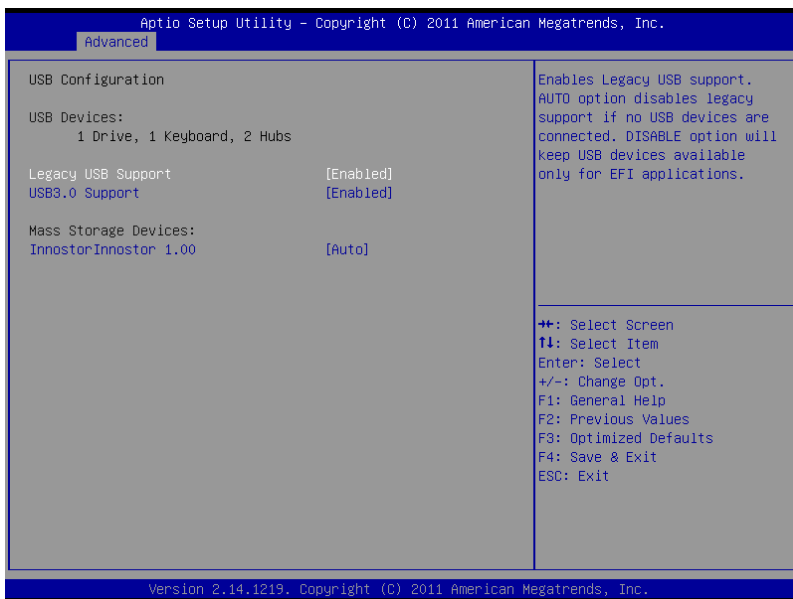 Aptio Setup Utility – Copyright (C) 2011 American Megatrends, Inc.
Advanced
USB Configuration
USB Devices:
1 Drive, 1 Keyboard, 2 Hubs
Legacy USB Support [Enabled]
USB3.0 Support [Enabled]
Mass Storage Devices:
InnostorInnostor 1.00 [Auto]
Enables Legacy USB support.
AUTO option disables legacy
support if no USB devices are
connected. DISABLE option will
keep USB devices available
only for EFI applications.
→←: Select Screen
↑↓: Select Item
Enter: Select
+/-: Change Opt.
F1: General Help
F2: Previous Values
F3: Optimized Defaults
F4: Save & Exit
ESC: Exit
Version 2.14.1219. Copyright (C) 2011 American Megatrends, Inc.